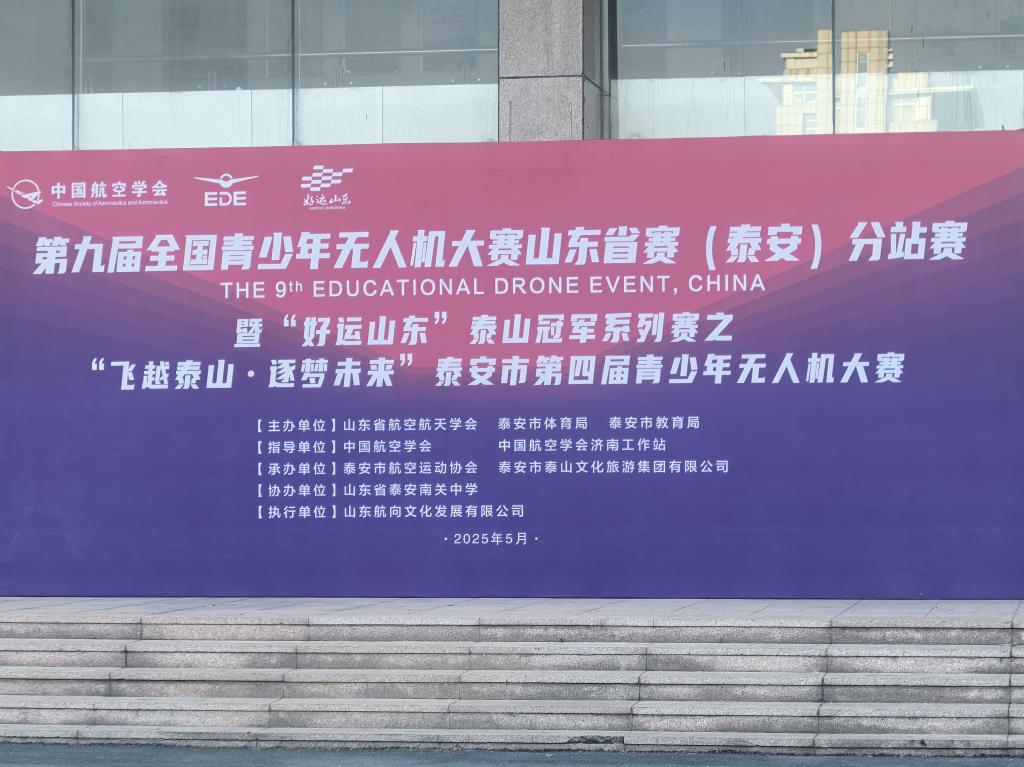 中国航空学会
Chinese Society of Aeronautics and Astronautics
EDE
好运山东
第九届全国青少年无人机大赛山东省赛（泰安）分站赛
THE 9th EDUCATIONAL DRONE EVENT, CHINA
暨“好运山东”泰山冠军系列赛之
“飞越泰山·逐梦未来”泰安市第四届青少年无人机大赛
【主办单位】山东省航空航天学会 泰安市体育局 泰安市教育局
【指导单位】中国航空学会 中国航空学会济南工作站
【承办单位】泰安市航空运动协会 泰安市泰山文化旅游集团有限公司
【协办单位】山东省泰安南关中学
【执行单位】山东航向文化发展有限公司
·2025年5月·